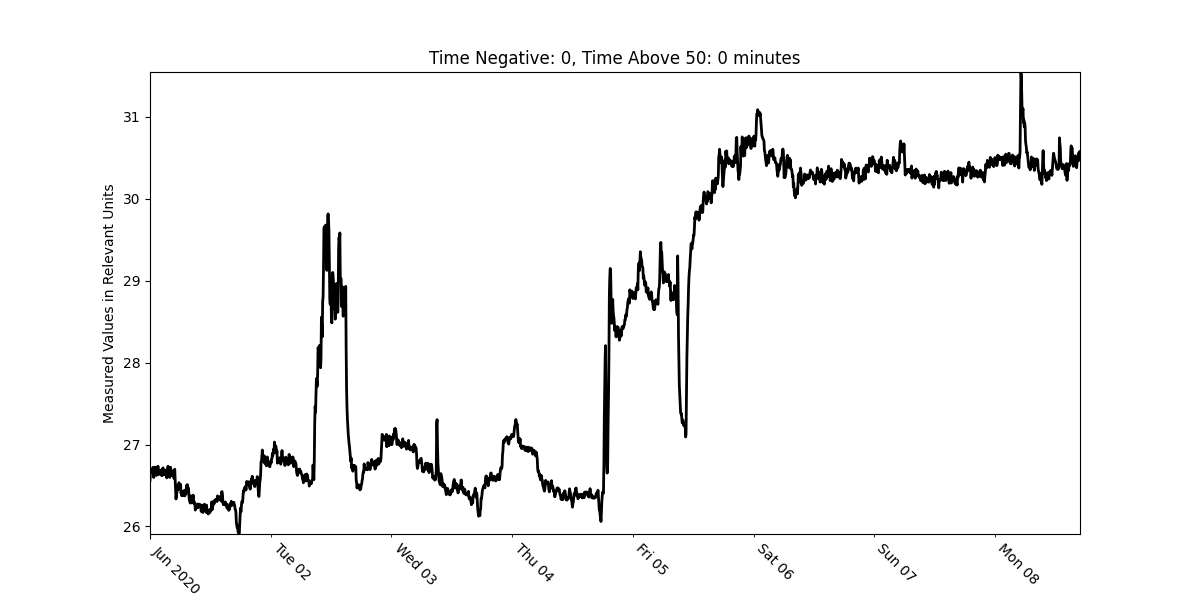 Time Negative: 0, Time Above 50: 0 minutes
Measured Values in Relevant Units
31
30
29
28
27
26
Jun 2020
Tue 02
Wed 03
Thu 04
Fri 05
Sat 06
Sun 07
Mon 08